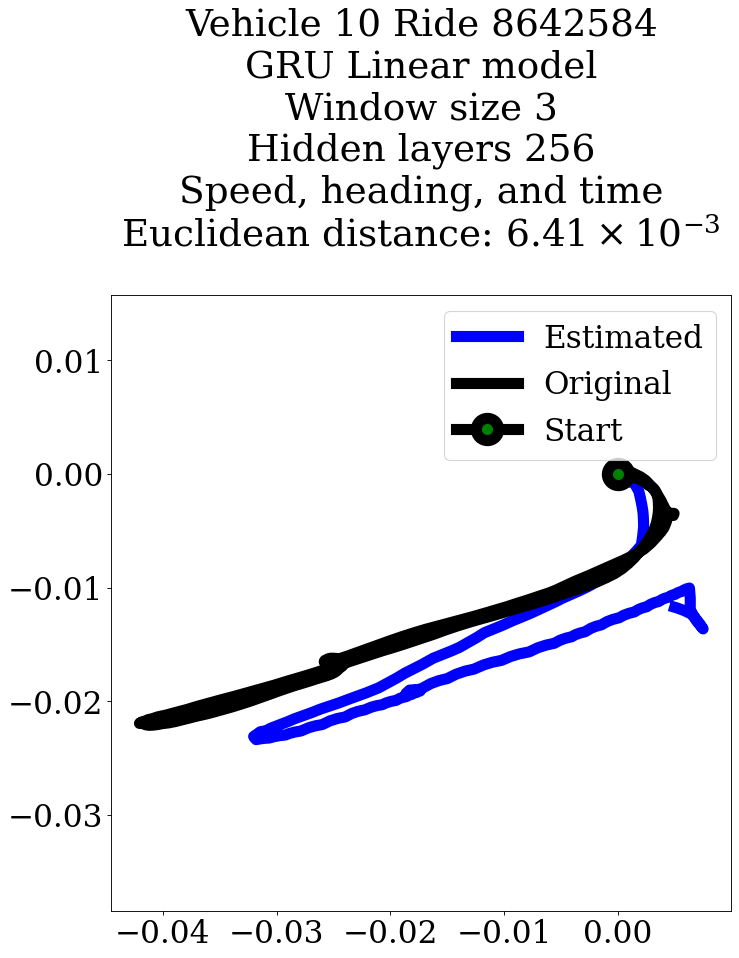 Vehicle 10 Ride 8642584
GRU Linear model
Window size 3
Hidden layers 256
Speed, heading, and time
Euclidean distance: 6.41 × 10⁻³
Estimated
Original
Start
0.01
0.00
−0.01
−0.02
−0.03
−0.04 −0.03 −0.02 −0.01 0.00